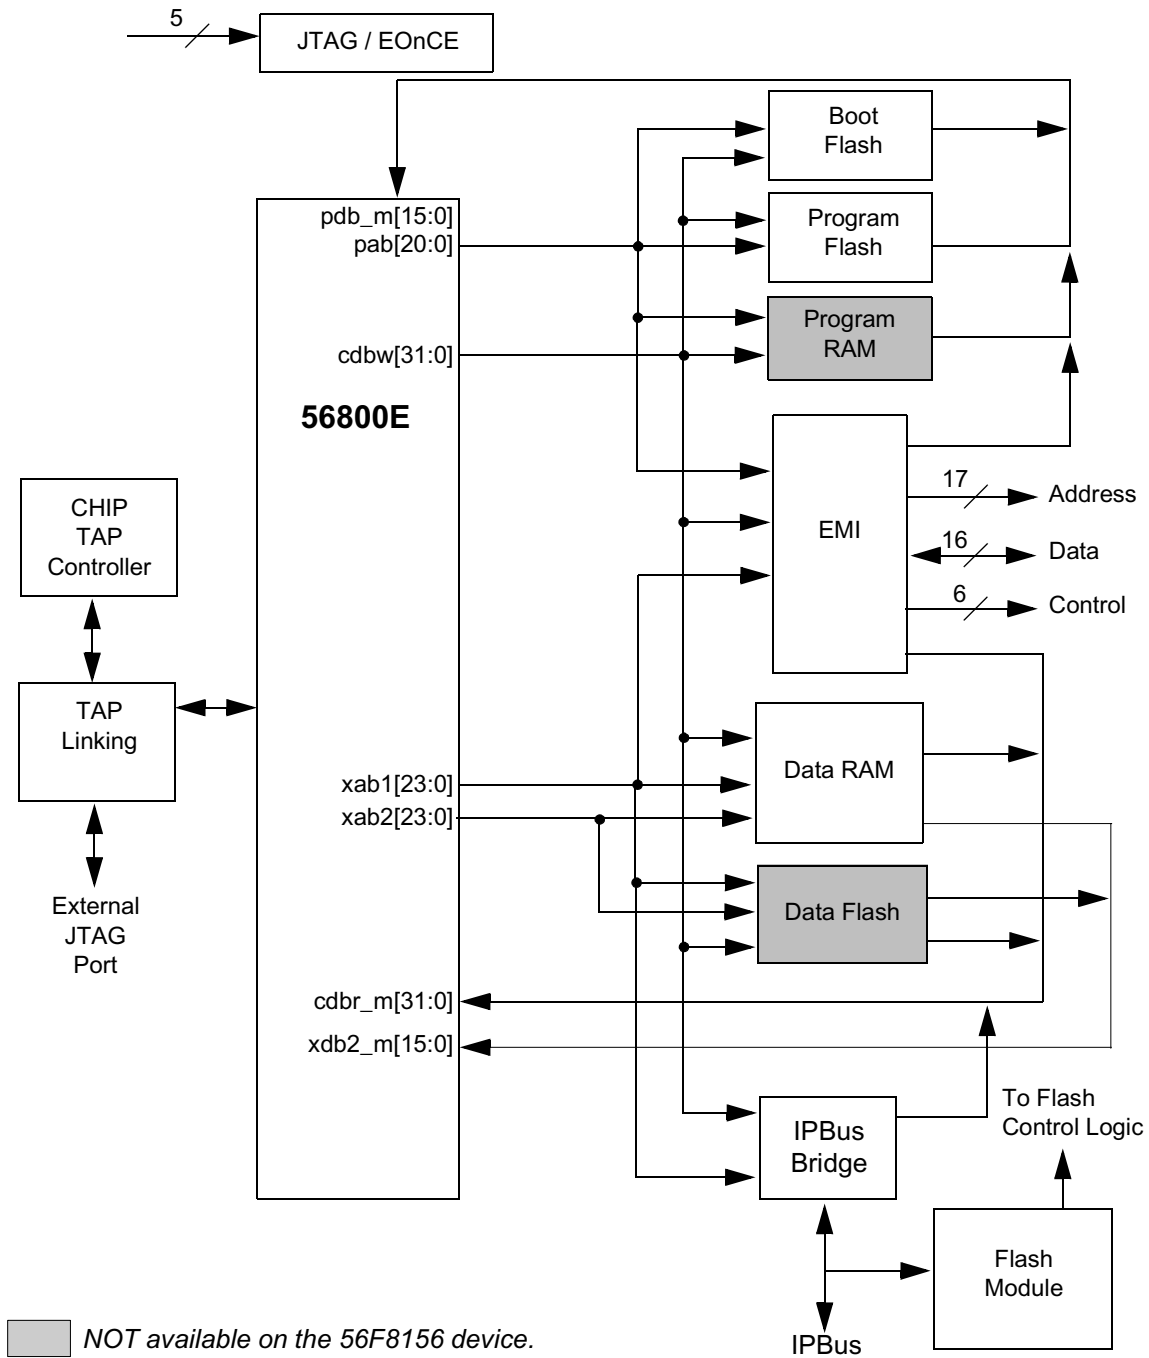 5
JTAG / EOnCE
Boot
Flash
pdb_m[15:0]
pab[20:0]
Program
Flash
Program
RAM
cdbw[31:0]
56800E
CHIP
TAP
Controller
EMI
17
Address
16
Data
6
Control
TAP
Linking
External
JTAG
Port
xab1[23:0]
xab2[23:0]
Data RAM
Data Flash
cdbr_m[31:0]
xdb2_m[15:0]
IPBus
Bridge
To Flash
Control Logic
Flash
Module
IPBus
NOT available on the 56F8156 device.